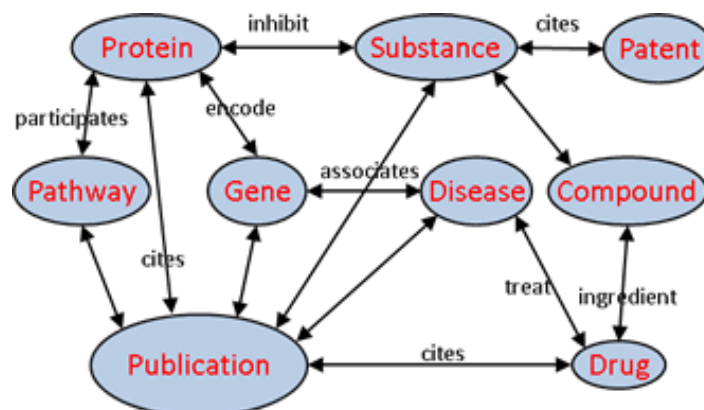 inhibit
cites
Protein
Substance
Patent
participates
encode
associates
Pathway
Gene
Disease
Compound
cites
treat
ingredient
Publication
cites
Drug